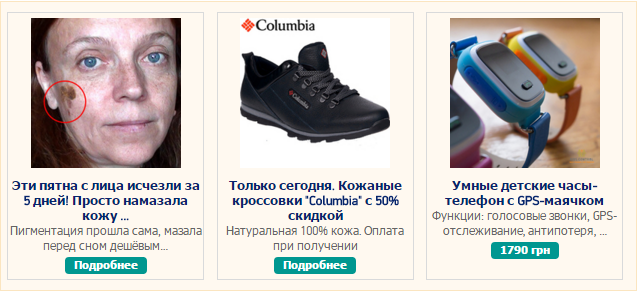 Эти пятна с лица исчезли за
5 дней! Просто намазала
кожу ...
Пигментация прошла сама, мазала
перед сном дешёвым...
Подробнее
Columbia
Columbia
Только сегодня. Кожаные
кроссовки "Columbia" с 50%
скидкой
Натуральная 100% кожа. Оплата
при получении
Подробнее
Умные детские часы-
телефон с GPS-маячком
Функции: голосовые звонки, GPS-
отслеживание, антипотеря, ...
1790 грн